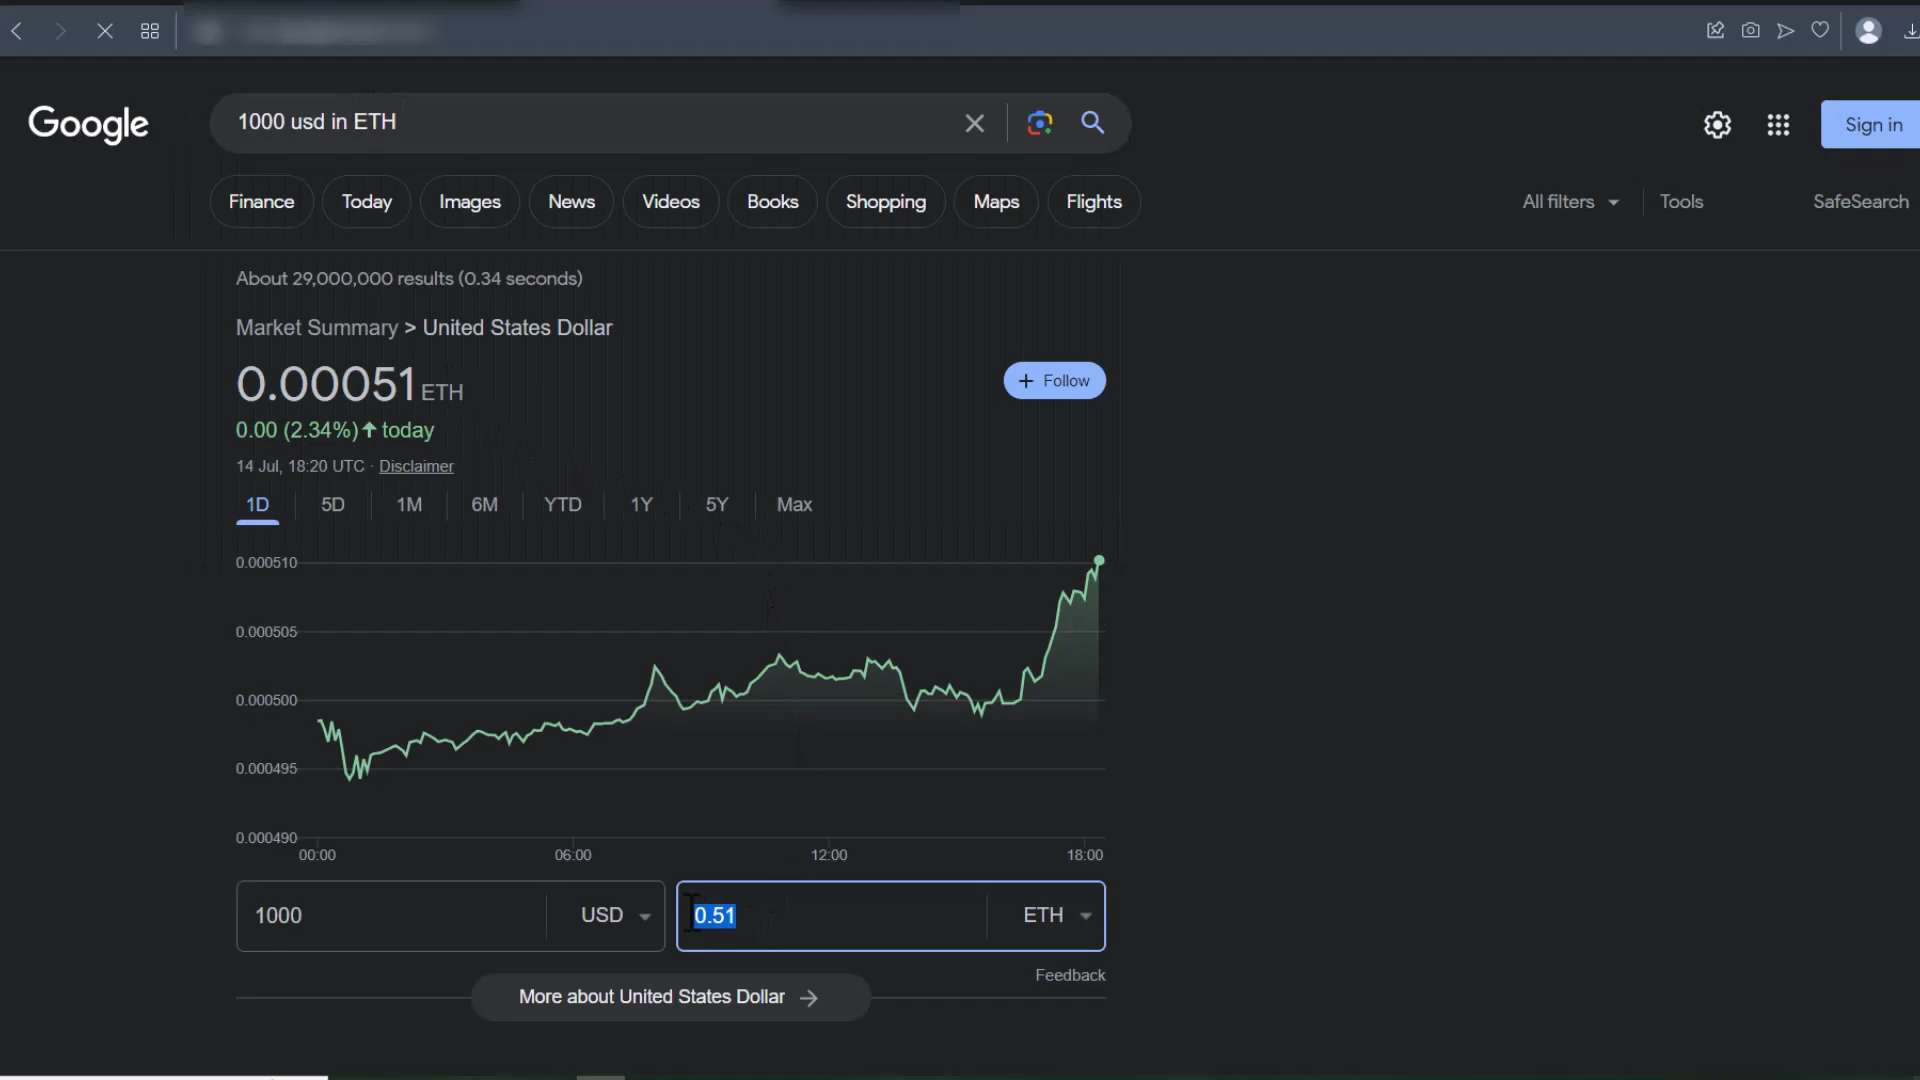 Google
1000 usd in ETH
Sign in
Finance
Today
Images
News
Videos
Books
Shopping
Maps
Flights
All filters
Tools
SafeSearch
About 29,000,000 results (0.34 seconds)
Market Summary > United States Dollar
0.00051 ETH
+ Follow
0.00 (2.34%) ↑ today
14 Jul, 18:20 UTC · Disclaimer
1D 5D 1M 6M YTD 1Y 5Y Max
0.000510
0.000505
0.000500
0.000495
0.000490
00:00 06:00 12:00 18:00
1000 USD
0.51 ETH
Feedback
More about United States Dollar →